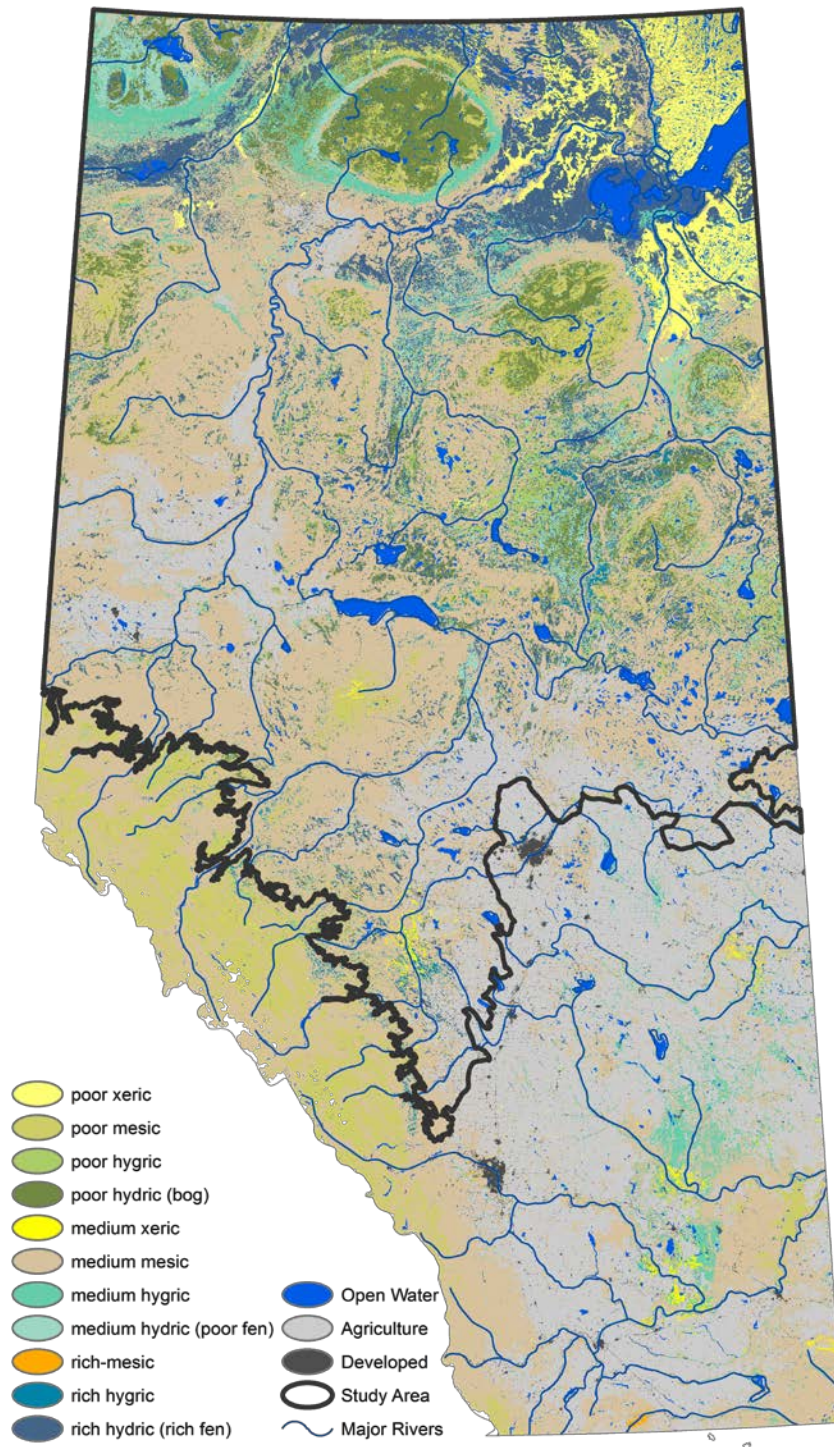 poor xeric
poor mesic
poor hygric
poor hydric (bog)
medium xeric
medium mesic
medium hygric
medium hydric (poor fen)
rich-mesic
rich hygric
rich hydric (rich fen)
Open Water
Agriculture
Developed
Study Area
Major Rivers